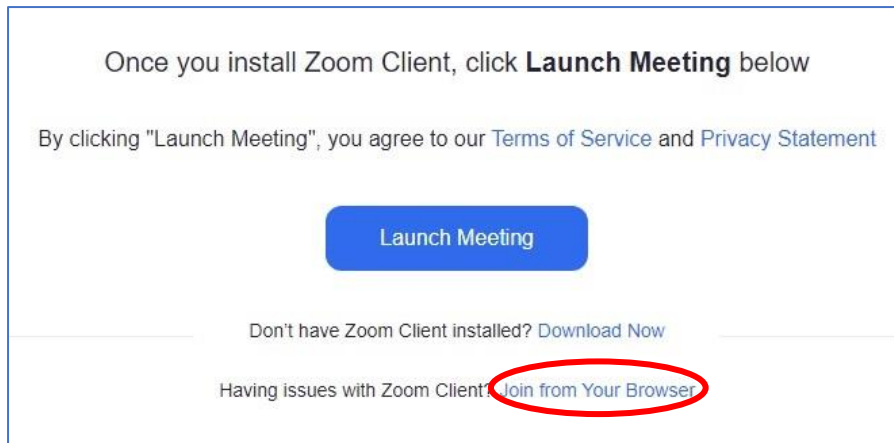 Once you install Zoom Client, click Launch Meeting below
By clicking "Launch Meeting", you agree to our Terms of Service and Privacy Statement
Launch Meeting
Don't have Zoom Client installed? Download Now
Having issues with Zoom Client? Join from Your Browser